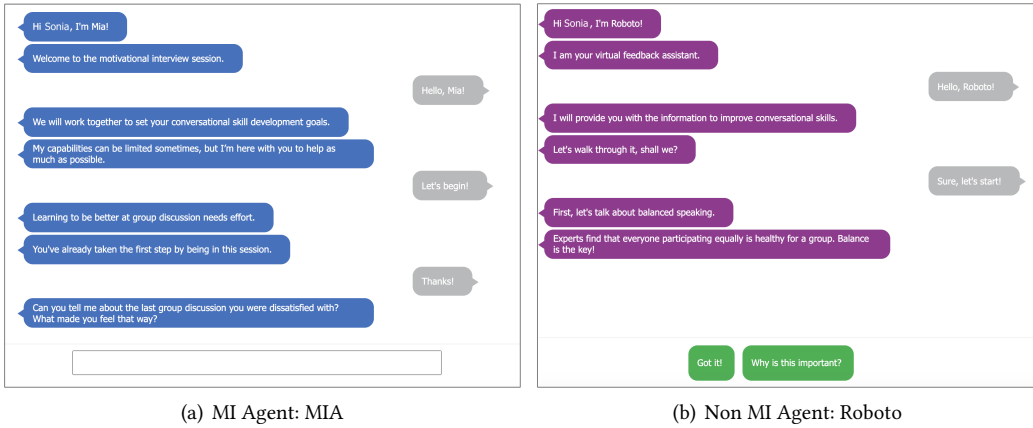 Hi Sonia, I'm Mia!
Welcome to the motivational interview session.
Hello, Mia!
We will work together to set your conversational skill development goals.
My capabilities can be limited sometimes, but I'm here with you to help as
much as possible.
Let's begin!
Learning to be better at group discussion needs effort.
You've already taken the first step by being in this session.
Thanks!
Can you tell me about the last group discussion you were dissatisfied with?
What made you feel that way?
(a) MI Agent: MIA
Hi Sonia, I'm Roboto!
I am your virtual feedback assistant.
Hello, Roboto!
I will provide you with the information to improve conversational skills.
Let's walk through it, shall we?
Sure, let's start!
First, let's talk about balanced speaking.
Experts find that everyone participating equally is healthy for a group. Balance
is the key!
Got it!
Why is this important?
(b) Non MI Agent: Roboto